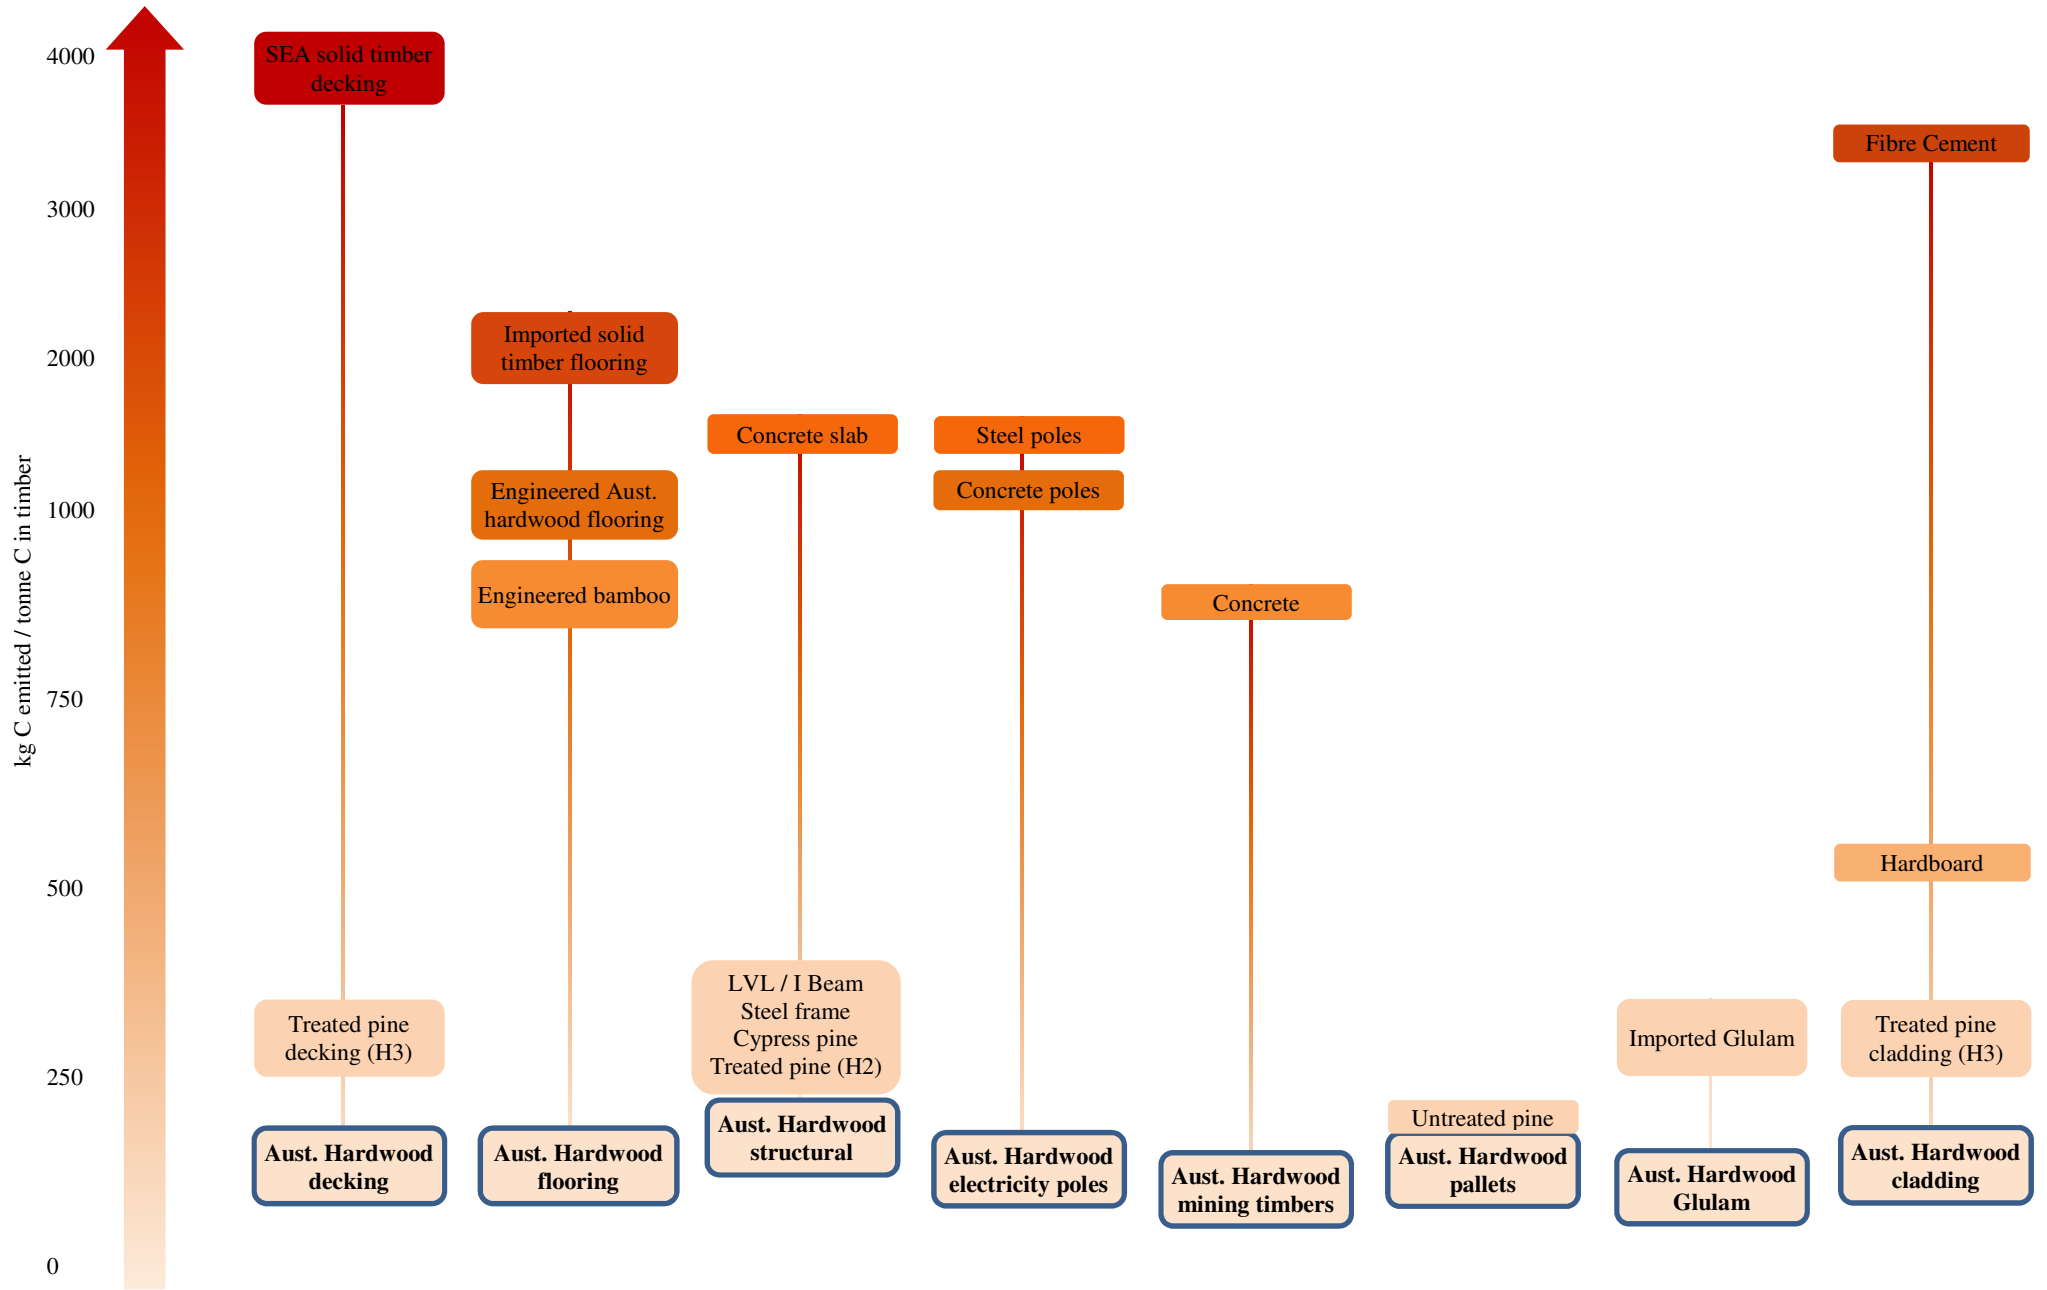 kg C emitted / tonne C in timber
4000
3000
2000
1000
750
500
250
0
SEA solid timber
decking
Treated pine
decking (H3)
Aust. Hardwood
decking
Imported solid
timber flooring
Engineered Aust.
hardwood flooring
Engineered bamboo
Aust. Hardwood
flooring
Concrete slab
LVL / I Beam
Steel frame
Cypress pine
Treated pine (H2)
Aust. Hardwood
structural
Steel poles
Concrete poles
Aust. Hardwood
electricity poles
Concrete
Aust. Hardwood
mining timbers
Untreated pine
Aust. Hardwood
pallets
Imported Glulam
Aust. Hardwood
Glulam
Fibre Cement
Hardboard
Treated pine
cladding (H3)
Aust. Hardwood
cladding